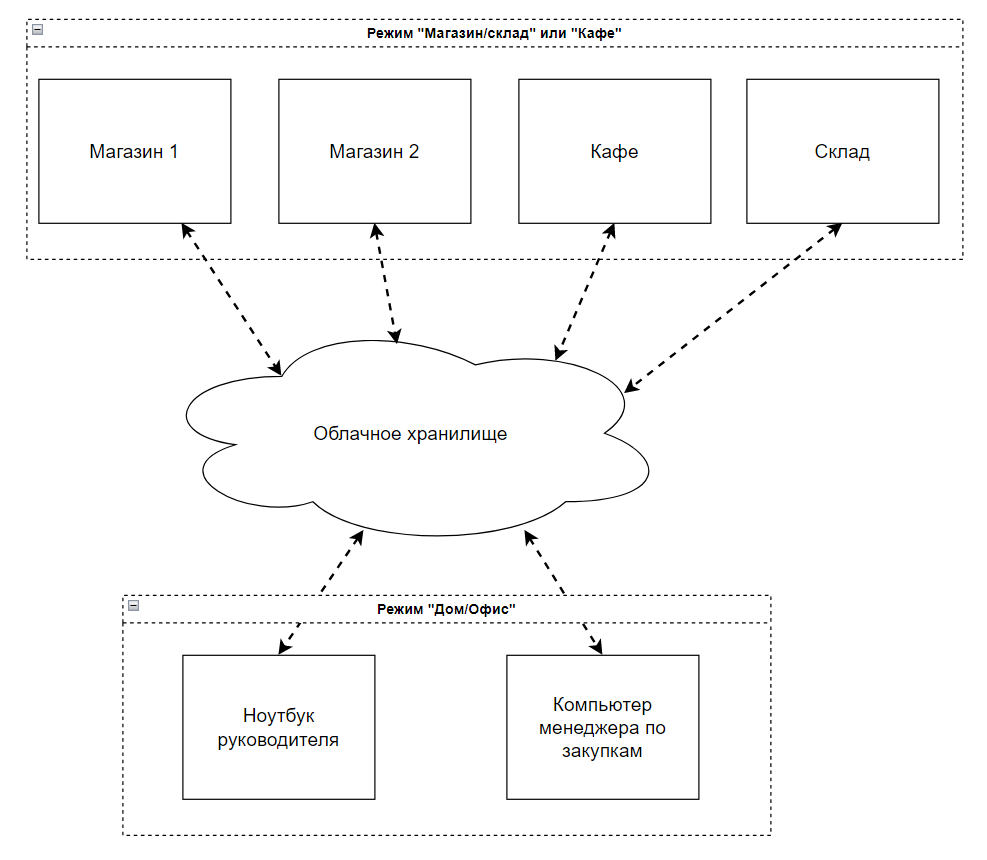 Режим "Магазин/склад" или "Кафе"
Магазин 1
Магазин 2
Кафе
Склад
Облачное хранилище
Режим "Дом/Офис"
Ноутбук
руководителя
Компьютер
менеджера по
закупкам